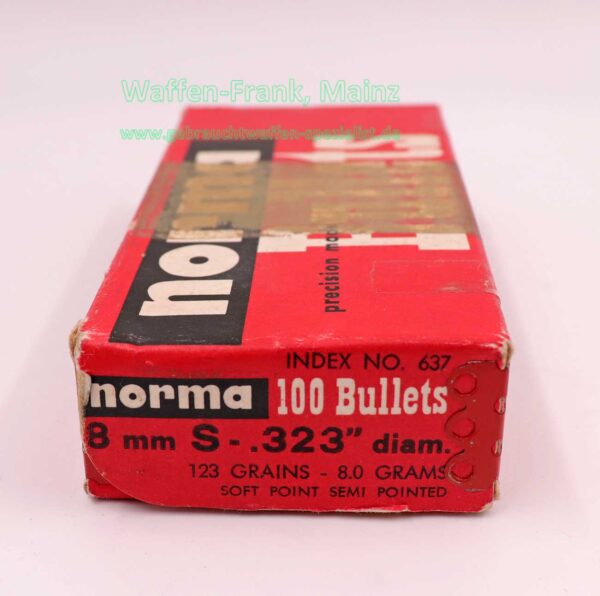 Waffen-Frank, Mainz
www.gebrauchtwaffen-spezialist.de
norma
precision
INDEX NO. 637
norma 100 Bullets
8 mm S - .323" diam.
123 GRAINS - 8.0 GRAMS
SOFT POINT SEMI POINTED